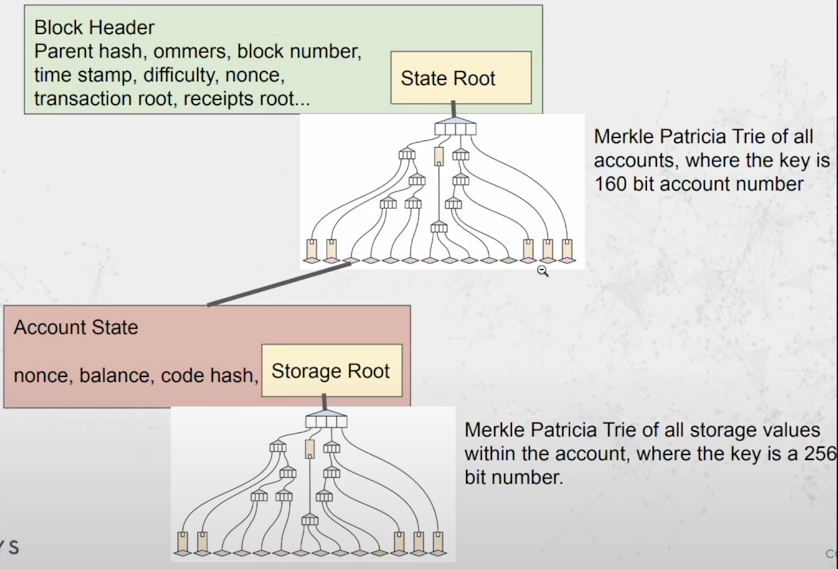 Block Header
Parent hash, ommers, block number,
time stamp, difficulty, nonce,
transaction root, receipts root...
State Root
Merkle Patricia Trie of all
accounts, where the key is
160 bit account number
Account State
nonce, balance, code hash,
Storage Root
Merkle Patricia Trie of all storage values
within the account, where the key is a 256
bit number.
YS